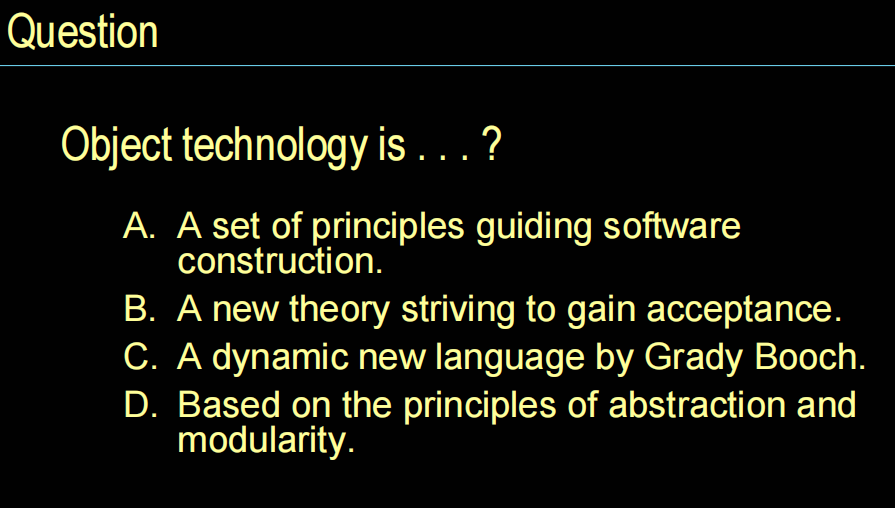 Question
Object technology is . . . ?
A. A set of principles guiding software
construction.
B. A new theory striving to gain acceptance.
C. A dynamic new language by Grady Booch.
D. Based on the principles of abstraction and
modularity.